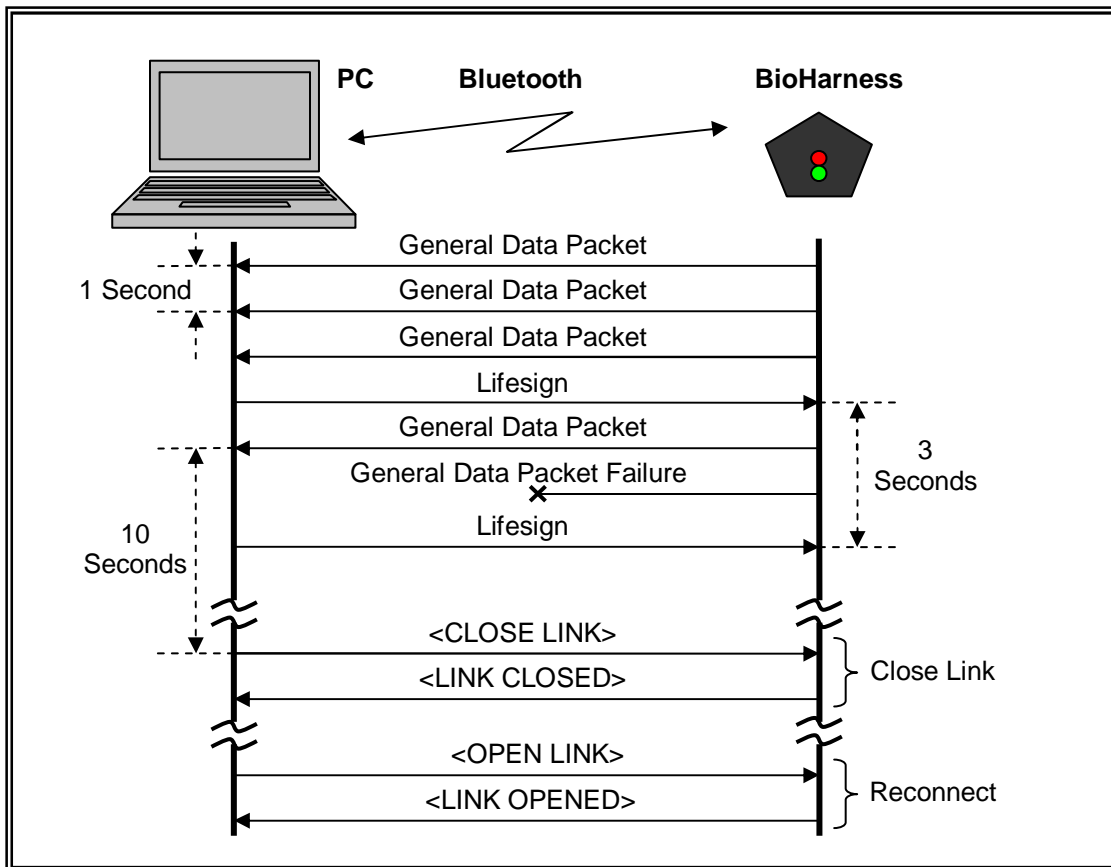 PC
Bluetooth
BioHarness
General Data Packet
1 Second
General Data Packet
General Data Packet
Lifesign
General Data Packet
3
Seconds
General Data Packet Failure
10
Seconds
Lifesign
<CLOSE LINK>
Close Link
<LINK CLOSED>
<OPEN LINK>
Reconnect
<LINK OPENED>